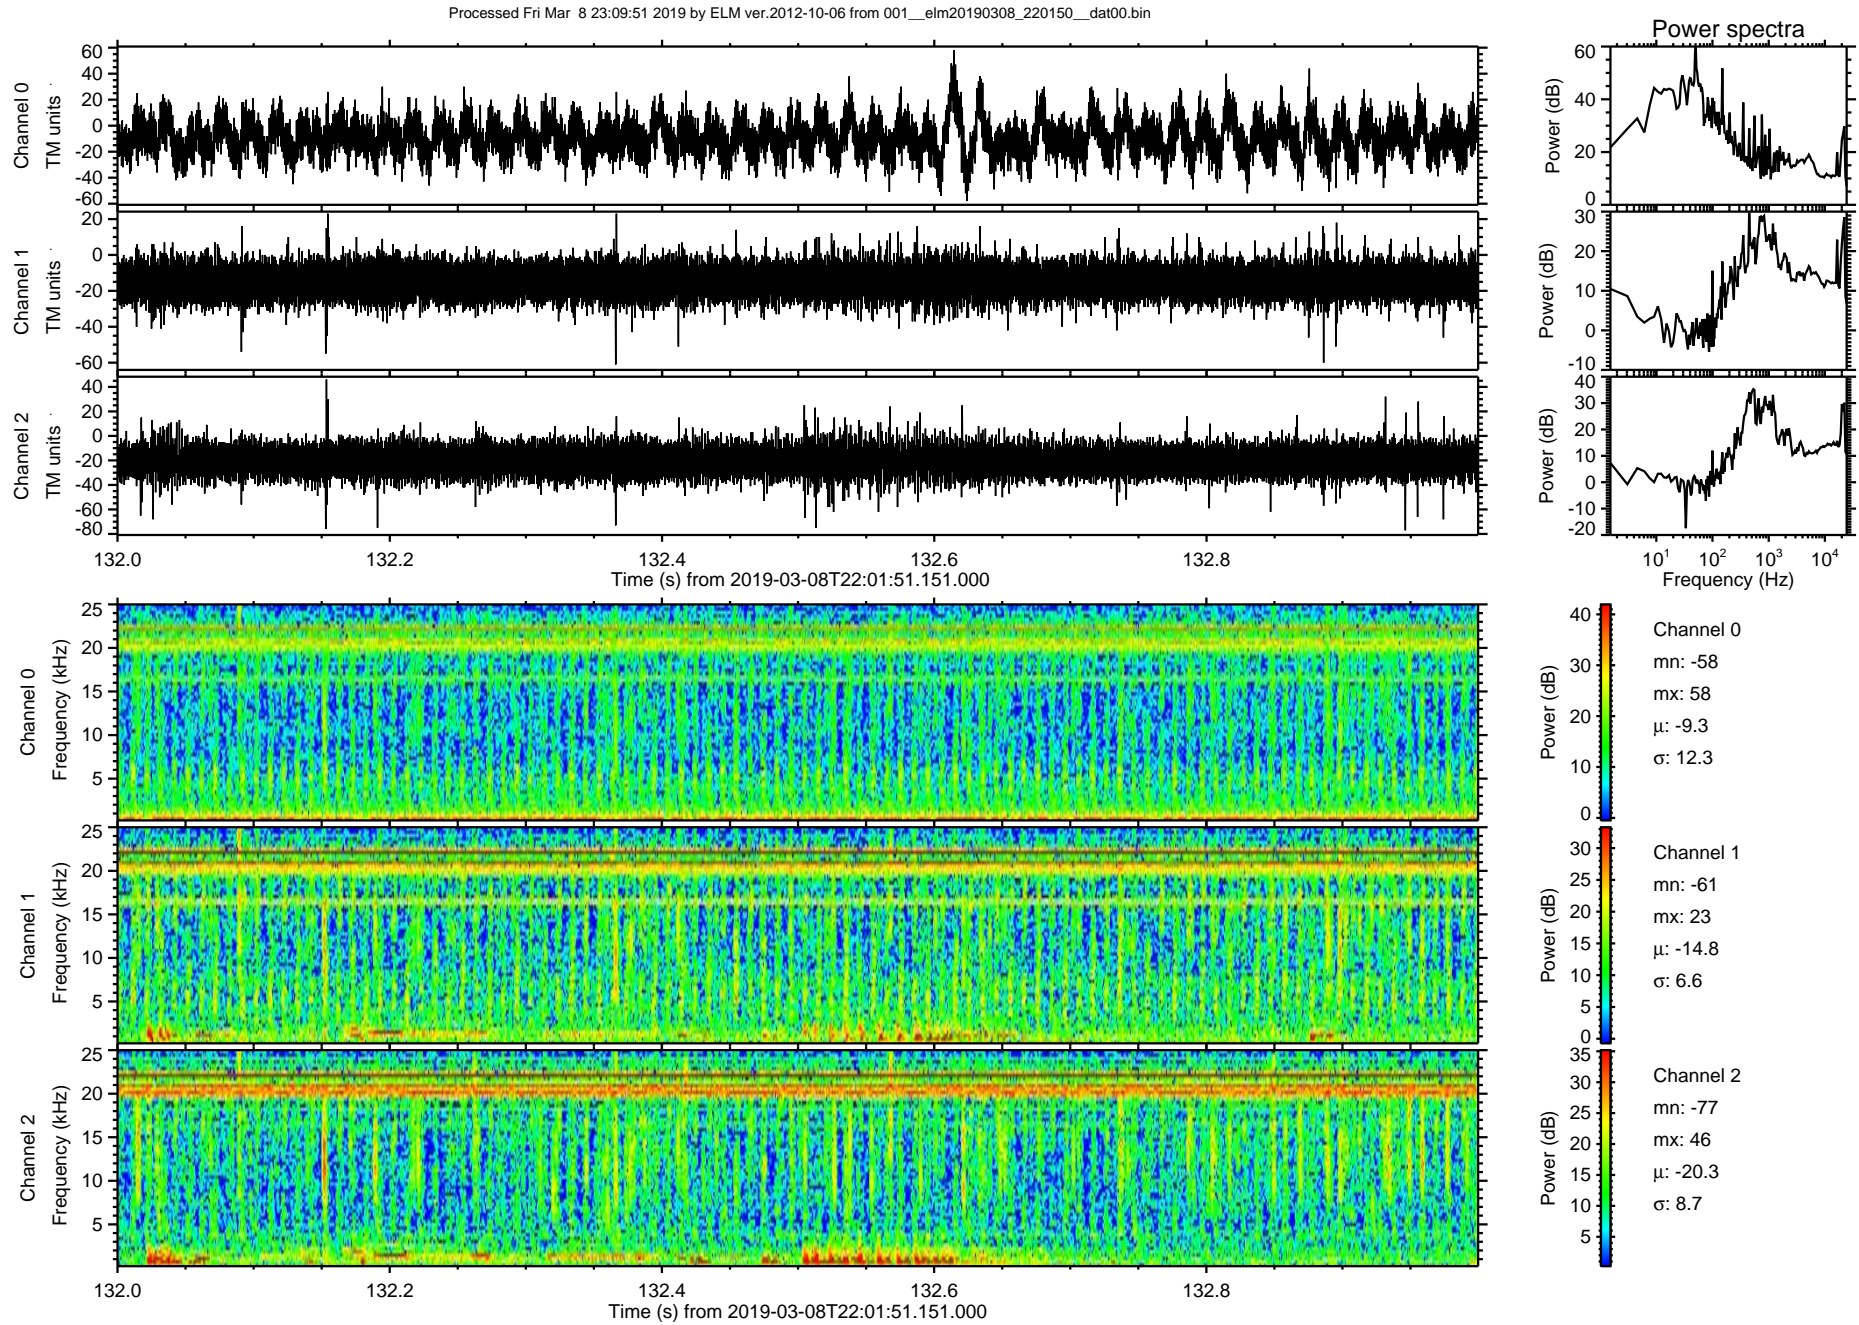 Processed Fri Mar 8 23:09:51 2019 by ELM ver.2012-10-06 from 001__elm20190308_220150__dat00.bin
Power spectra
Channel 0
TM units
60
40
20
0
-20
-40
-60
Power (dB)
60
40
20
0
Channel 1
TM units
20
0
-20
-40
-60
Power (dB)
30
20
10
0
-10
Channel 2
TM units
40
20
0
-20
-40
-60
-80
Power (dB)
40
30
20
10
0
-10
-20
132.0 132.2 132.4 132.6 132.8
Time (s) from 2019-03-08T22:01:51.151.000
10^1 10^2 10^3 10^4
Frequency (Hz)
Channel 0
Frequency (kHz)
25
20
15
10
5
Power (dB)
40
30
20
10
0
Channel 0
mn: -58
mx: 58
μ: -9.3
σ: 12.3
Channel 1
Frequency (kHz)
25
20
15
10
5
Power (dB)
30
25
20
15
10
5
0
Channel 1
mn: -61
mx: 23
μ: -14.8
σ: 6.6
Channel 2
Frequency (kHz)
25
20
15
10
5
Power (dB)
35
30
25
20
15
10
5
Channel 2
mn: -77
mx: 46
μ: -20.3
σ: 8.7
132.0 132.2 132.4 132.6 132.8
Time (s) from 2019-03-08T22:01:51.151.000